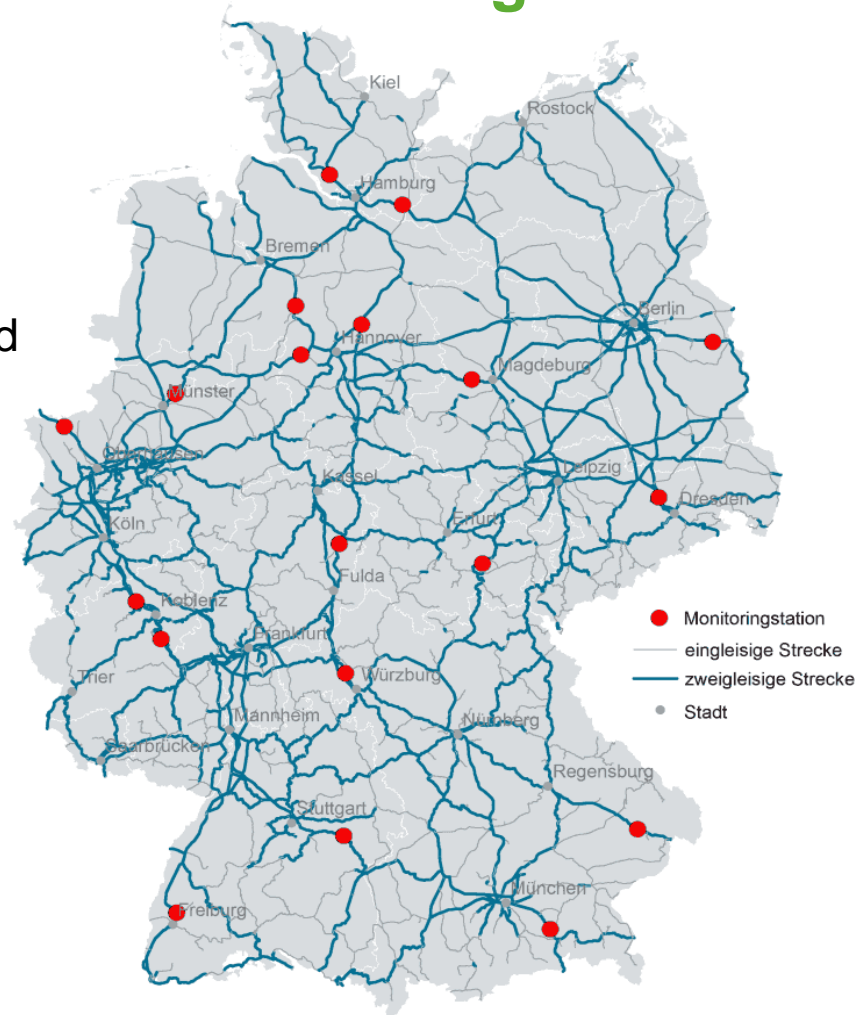 g
Kiel
Rostock
Hamburg
Bremen
Berlin
d
Hannover
Magdeburg
Münster
Oberhausen
Leipzig
Kassel
Dresden
Köln
Erfurt
Fulda
Koblenz
Monitoringstation
Frankfurt
eingleisige Strecke
Trier
Würzburg
zweigleisige Strecke
Mannheim
Stadt
Nürnberg
Saarbrücken
Regensburg
Stuttgart
München
Freiburg